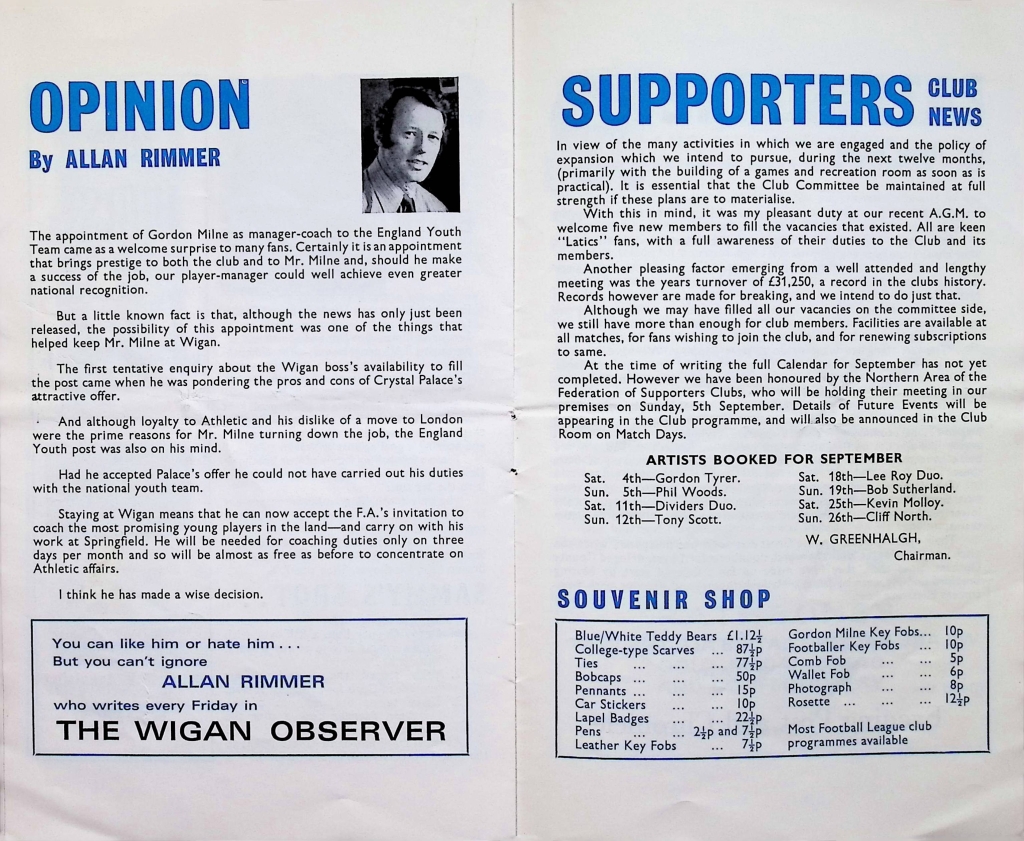 OPINION
By ALLAN RIMMER
The appointment of Gordon Milne as manager-coach to the England Youth
Team came as a welcome surprise to many fans. Certainly it is an appointment
that brings prestige to both the club and to Mr. Milne and, should he make
a success of the job, our player-manager could well achieve even greater
national recognition.
But a little known fact is that, although the news has only just been
released, the possibility of this appointment was one of the things that
helped keep Mr. Milne at Wigan.
The first tentative enquiry about the Wigan boss's availability to fill
the post came when he was pondering the pros and cons of Crystal Palace's
attractive offer.
And although loyalty to Athletic and his dislike of a move to London
were the prime reasons for Mr. Milne turning down the job, the England
Youth post was also on his mind.
Had he accepted Palace's offer he could not have carried out his duties
with the national youth team.
Staying at Wigan means that he can now accept the F.A.'s invitation to
coach the most promising young players in the land—and carry on with his
work at Springfield. He will be needed for coaching duties only on three
days per month and so will be almost as free as before to concentrate on
Athletic affairs.
I think he has made a wise decision.
You can like him or hate him . . .
But you can't ignore
ALLAN RIMMER
who writes every Friday in
THE WIGAN OBSERVER
SUPPORTERS CLUB NEWS
In view of the many activities in which we are engaged and the policy of
expansion which we intend to pursue, during the next twelve months,
(primarily with the building of a games and recreation room as soon as is
practical). It is essential that the Club Committee be maintained at full
strength if these plans are to materialise.
With this in mind, it was my pleasant duty at our recent A.G.M. to
welcome five new members to fill the vacancies that existed. All are keen
"Latics" fans, with a full awareness of their duties to the Club and its
members.
Another pleasing factor emerging from a well attended and lengthy
meeting was the years turnover of £31,250, a record in the clubs history.
Records however are made for breaking, and we intend to do just that.
Although we may have filled all our vacancies on the committee side,
we still have more than enough for club members. Facilities are available at
all matches, for fans wishing to join the club, and for renewing subscriptions
to same.
At the time of writing the full Calendar for September has not yet
completed. However we have been honoured by the Northern Area of the
Federation of Supporters Clubs, who will be holding their meeting in our
premises on Sunday, 5th September. Details of Future Events will be
appearing in the Club programme, and will also be announced in the Club
Room on Match Days.
ARTISTS BOOKED FOR SEPTEMBER
Sat. 4th—Gordon Tyrer.
Sun. 5th—Phil Woods.
Sat. 11th—Dividers Duo.
Sun. 12th—Tony Scott.
Sat. 18th—Lee Roy Duo.
Sun. 19th—Bob Sutherland.
Sat. 25th—Kevin Molloy.
Sun. 26th—Cliff North.
W. GREENHALGH,
Chairman.
SOUVENIR SHOP
Blue/White Teddy Bears £1.12½
College-type Scarves ... 87½p
Ties ... ... ... 77½p
Bobcaps ... ... 50p
Pennants ... ... ... 15p
Car Stickers ... ... 10p
Lapel Badges ... ... 22½p
Pens ... ... 2½p and 7½p
Leather Key Fobs ... 7½p
Gordon Milne Key Fobs... 10p
Footballer Key Fobs ... 10p
Comb Fob ... ... 5p
Wallet Fob ... ... 6p
Photograph ... ... 8p
Rosette ... ... ... 12½p
Most Football League club
programmes available